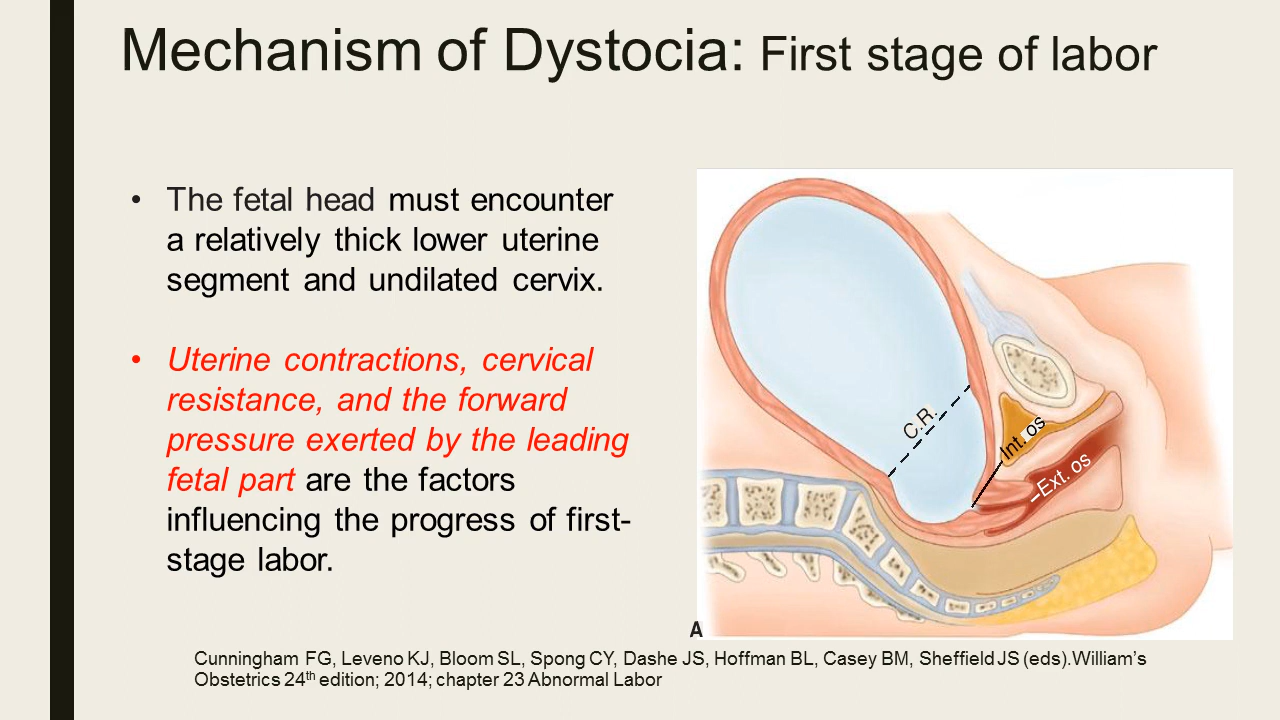 Mechanism of Dystocia: First stage of labor
• The fetal head must encounter
a relatively thick lower uterine
segment and undilated cervix.
• Uterine contractions, cervical
resistance, and the forward
pressure exerted by the leading
fetal part are the factors
influencing the progress of first-
stage labor.
C.R.
Int. os
Ext. os
A
Cunningham FG, Leveno KJ, Bloom SL, Spong CY, Dashe JS, Hoffman BL, Casey BM, Sheffield JS (eds).William’s
Obstetrics 24th edition; 2014; chapter 23 Abnormal Labor